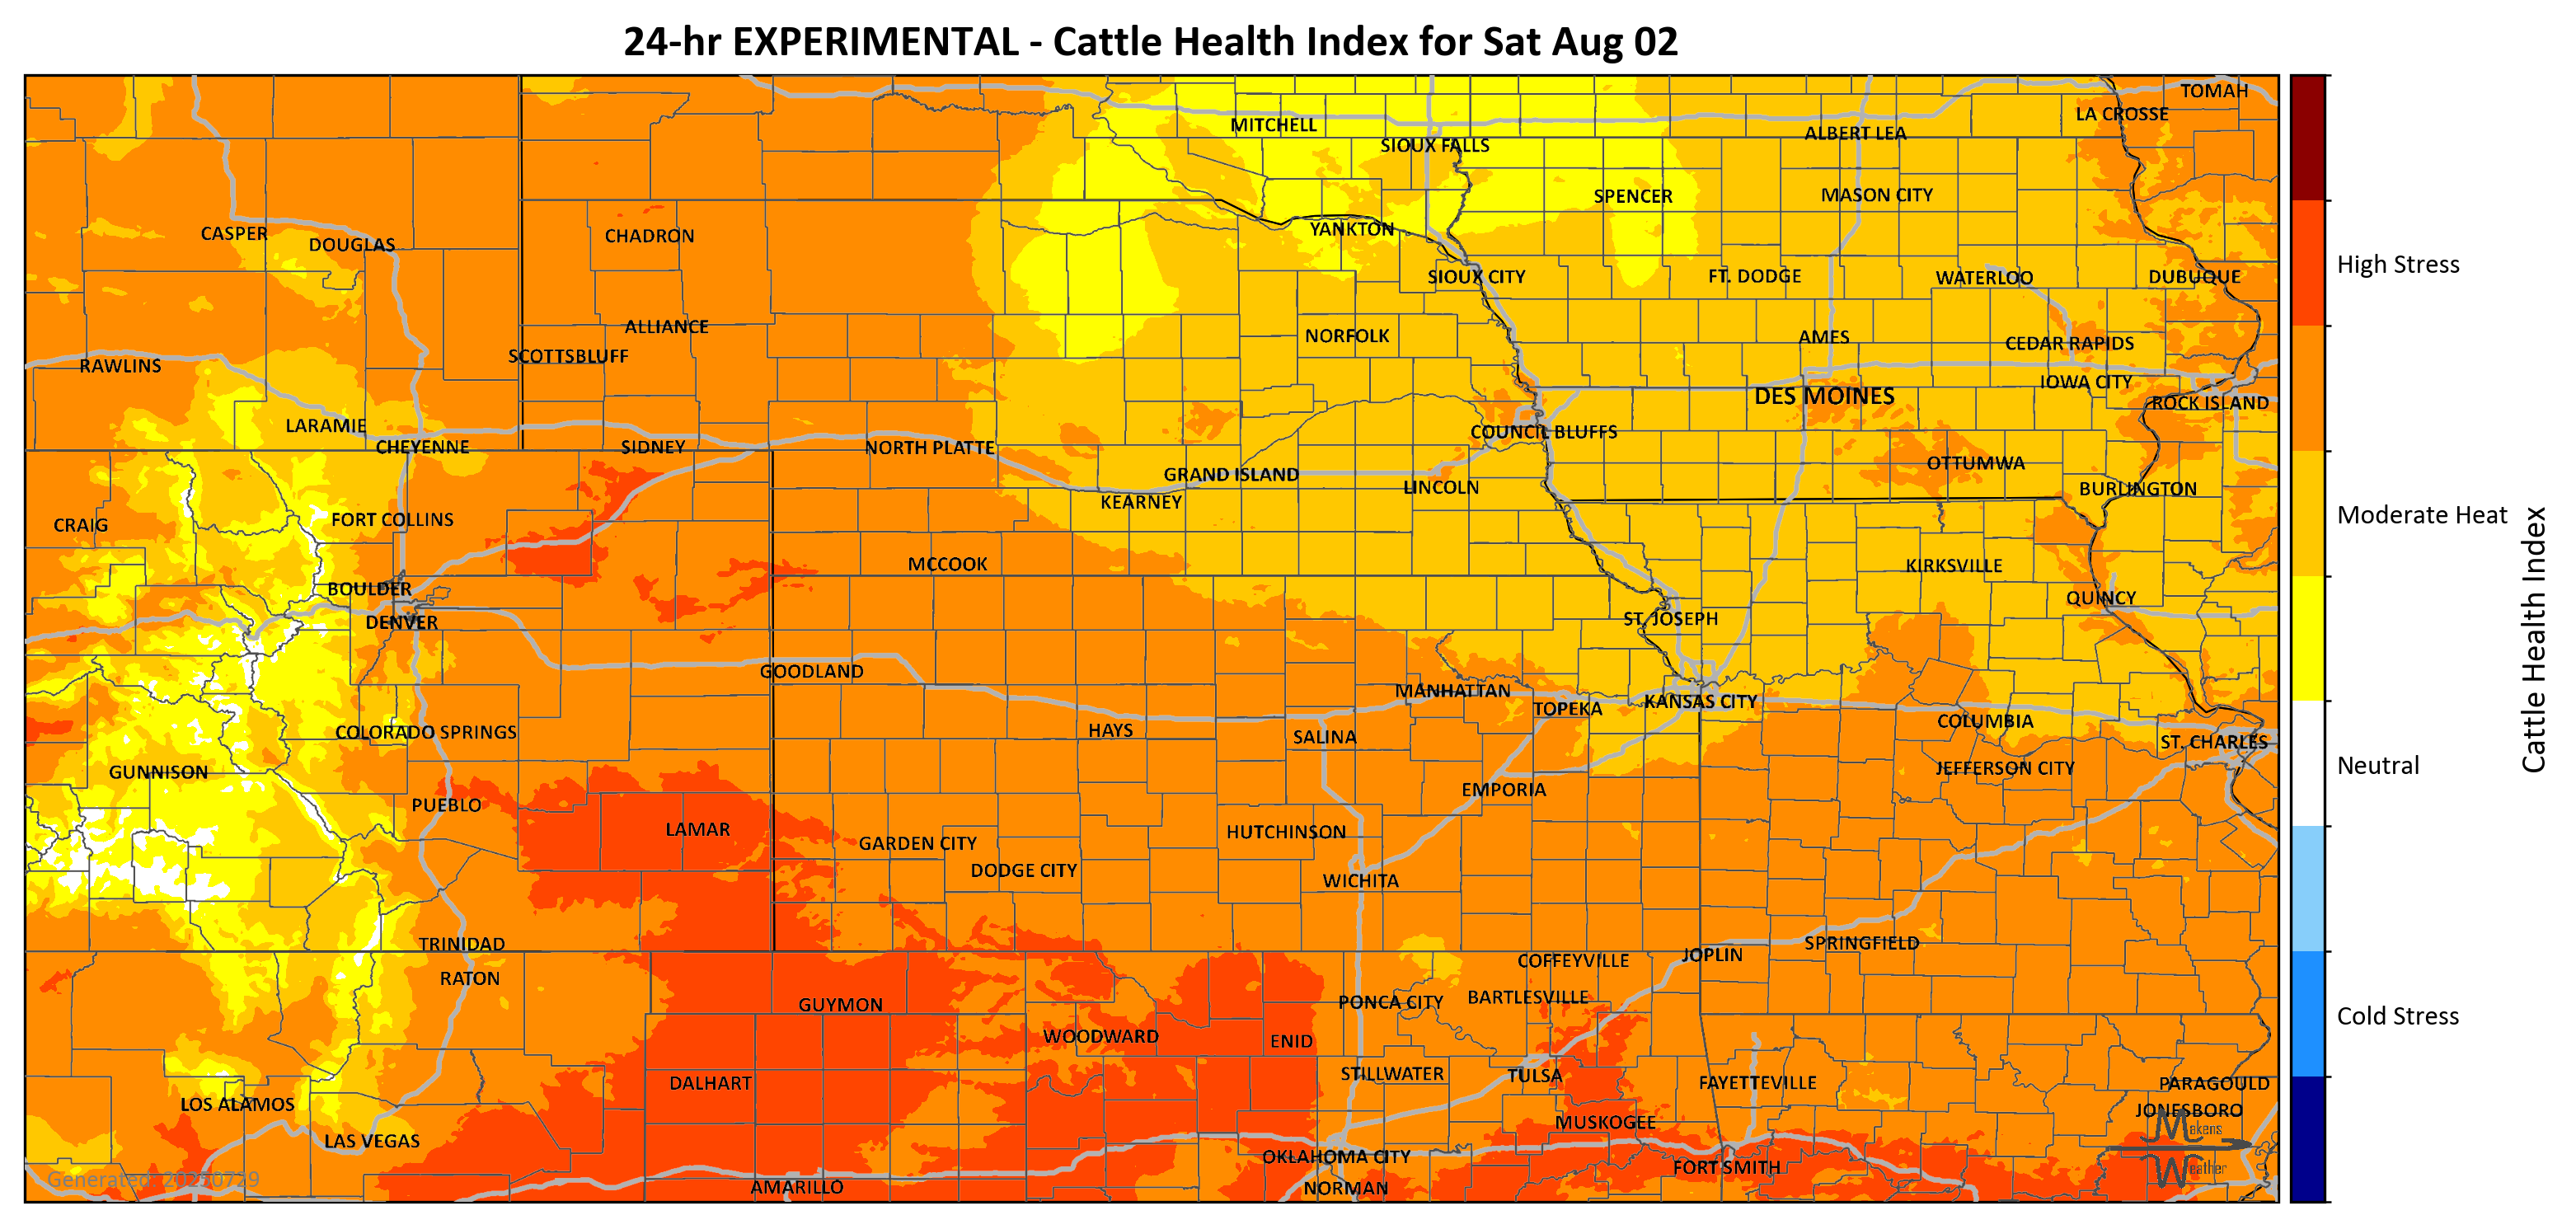 24-hr EXPERIMENTAL - Cattle Health Index for Sat Aug 02
TOMAH
LA CROSSE
MITCHELL
ALBERT LEA
SIOUX FALLS
SPENCER
MASON CITY
CASPER
DOUGLAS
CHADRON
YANKTON
SIOUX CITY
FT. DODGE
WATERLOO
DUBUQUE
High Stress
ALLIANCE
NORFOLK
AMES
CEDAR RAPIDS
SCOTTSBLUFF
RAWLINS
IOWA CITY
DES MOINES
ROCK ISLAND
LARAMIE
CHEYENNE
SIDNEY
NORTH PLATTE
COUNCIL BLUFFS
GRAND ISLAND
LINCOLN
OTTUMWA
BURLINGTON
KEARNEY
CRAIG
FORT COLLINS
Moderate Heat
MCCOOK
KIRKSVILLE
BOULDER
DENVER
ST. JOSEPH
QUINCY
Cattle Health Index
GOODLAND
MANHATTAN
TOPEKA
KANSAS CITY
COLORADO SPRINGS
HAYS
SALINA
COLUMBIA
ST. CHARLES
GUNNISON
JEFFERSON CITY
Neutral
PUEBLO
EMPORIA
LAMAR
GARDEN CITY
HUTCHINSON
DODGE CITY
WICHITA
TRINIDAD
SPRINGFIELD
RATON
COFFEYVILLE
JOPLIN
GUYMON
PONCA CITY
BARTLESVILLE
Cold Stress
WOODWARD
ENID
DALHART
STILLWATER
TULSA
FAYETTEVILLE
PARAGOULD
LOS ALAMOS
JONESBORO
LAS VEGAS
MUSKOGEE
Makens
OKLAHOMA CITY
FORT SMITH
Weather
Generated: 20250729
AMARILLO
NORMAN